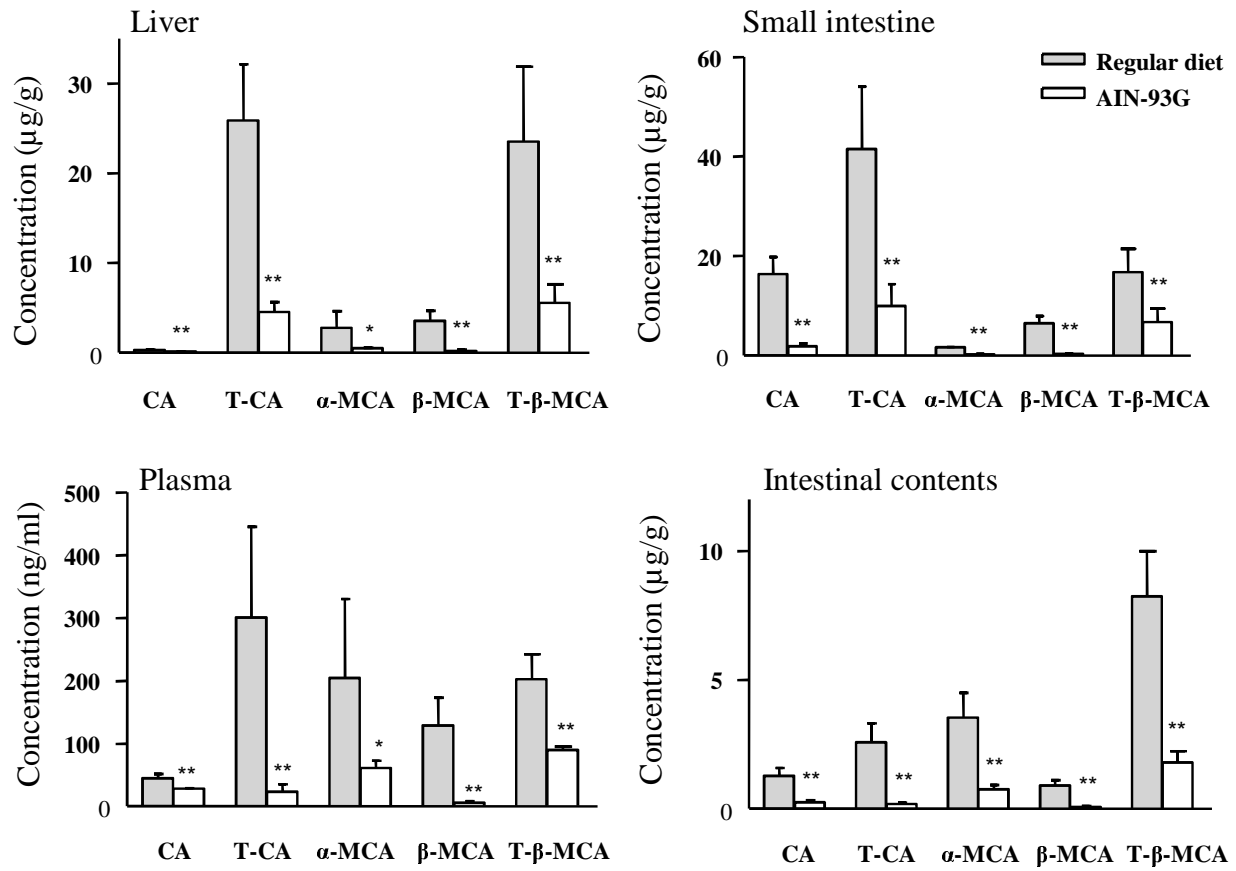 Liver
Concentration (µg/g)
30
20
10
0
**
**
*
**
**
CA T-CA α-MCA β-MCA T-β-MCA
Small intestine
Concentration (µg/g)
60
40
20
0
Regular diet
AIN-93G
**
**
**
**
**
CA T-CA α-MCA β-MCA T-β-MCA
Plasma
Concentration (ng/ml)
500
400
300
200
100
0
**
**
*
**
**
CA T-CA α-MCA β-MCA T-β-MCA
Intestinal contents
Concentration (µg/g)
10
5
0
**
**
**
**
**
CA T-CA α-MCA β-MCA T-β-MCA